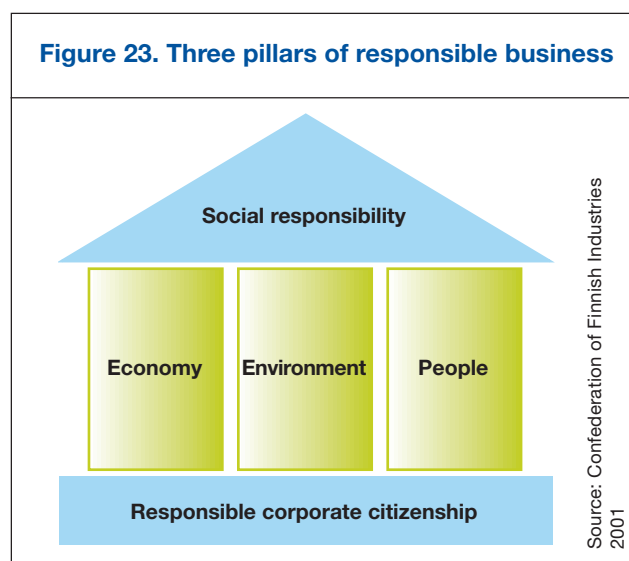 Figure 23. Three pillars of responsible business
Social responsibility
Economy
Environment
People
Responsible corporate citizenship
Source: Confederation of Finnish Industries
2001